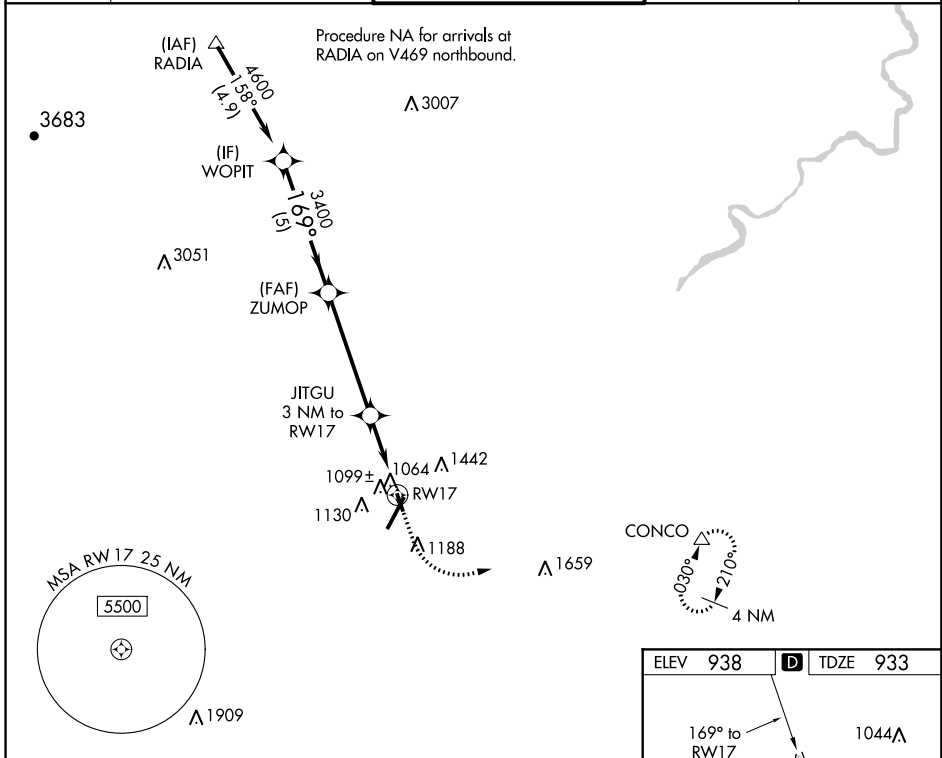 (IAF)
RADIA
Procedure NA for arrivals at
RADIA on V469 northbound.
4600
158°
(4.9)
3007
3683
(IF)
WOPIT
3400
169°
(5)
3051
(FAF)
ZUMOP
JITGU
3 NM to
RW17
1099±
1064
1442
RW17
1130
1188
1659
CONCO
030°
210°
4 NM
MSA RW 17 25 NM
5500
1909
ELEV 938 D TDZE 933
169° to
RW17
1044